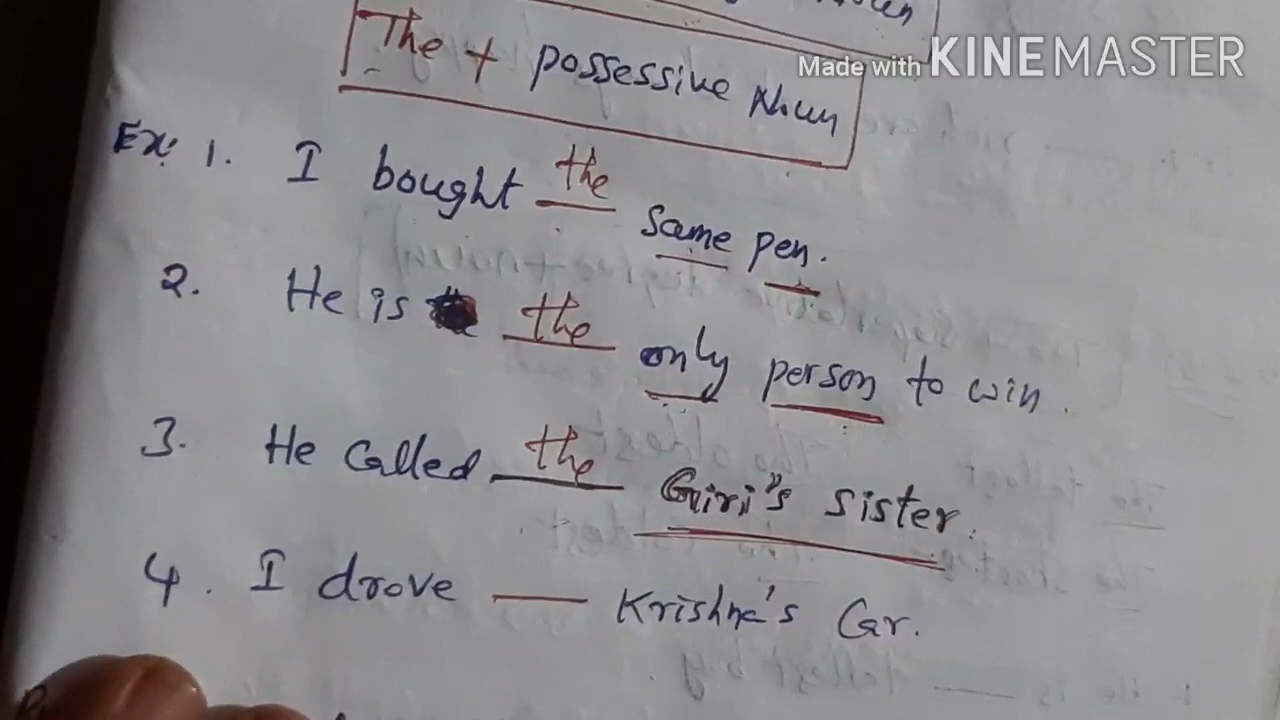 Made with KINEMASTER
The + possessive Noun
Ex: 1. I bought the same pen.
2. He is the only person to win.
3. He called the Giri's sister.
4. I drove ___ Krishna's Car.